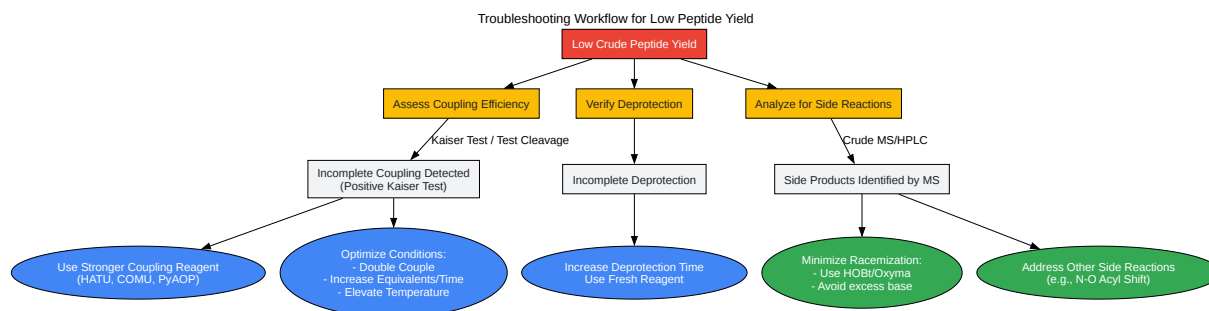 Troubleshooting Workflow for Low Peptide Yield
Low Crude Peptide Yield
Assess Coupling Efficiency
Verify Deprotection
Analyze for Side Reactions
Kaiser Test / Test Cleavage
Crude MS/HPLC
Incomplete Coupling Detected
(Positive Kaiser Test)
Incomplete Deprotection
Side Products Identified by MS
Use Stronger Coupling Reagent
(HATU, COMU, PyAOP)
Optimize Conditions:
- Double Couple
- Increase Equivalents/Time
- Elevate Temperature
Increase Deprotection Time
Use Fresh Reagent
Minimize Racemization:
- Use HOBt/Oxyma
- Avoid excess base
Address Other Side Reactions
(e.g., N-O Acyl Shift)